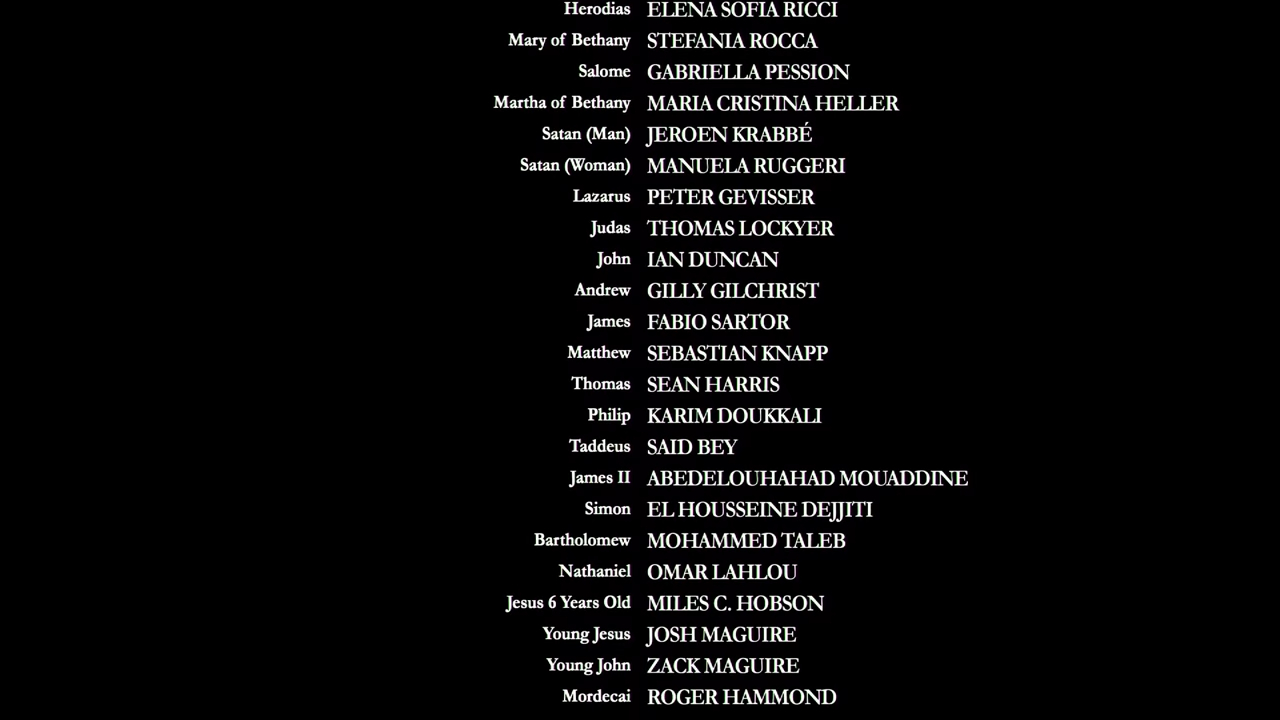 Herodias ELENA SOFIA RICCI
Mary of Bethany STEFANIA ROCCA
Salome GABRIELLA PESSION
Martha of Bethany MARIA CRISTINA HELLER
Satan (Man) JEROEN KRABBÉ
Satan (Woman) MANUELA RUGGERI
Lazarus PETER GEVISSER
Judas THOMAS LOCKYER
John IAN DUNCAN
Andrew GILLY GILCHRIST
James FABIO SARTOR
Matthew SEBASTIAN KNAPP
Thomas SEAN HARRIS
Philip KARIM DOUKKALI
Taddeus SAID BEY
James II ABEDELOUHAHAD MOUADDINE
Simon EL HOUSSEINE DEJJITI
Bartholomew MOHAMMED TALEB
Nathaniel OMAR LAHLOU
Jesus 6 Years Old MILES C. HOBSON
Young Jesus JOSH MAGUIRE
Young John ZACK MAGUIRE
Mordecai ROGER HAMMOND